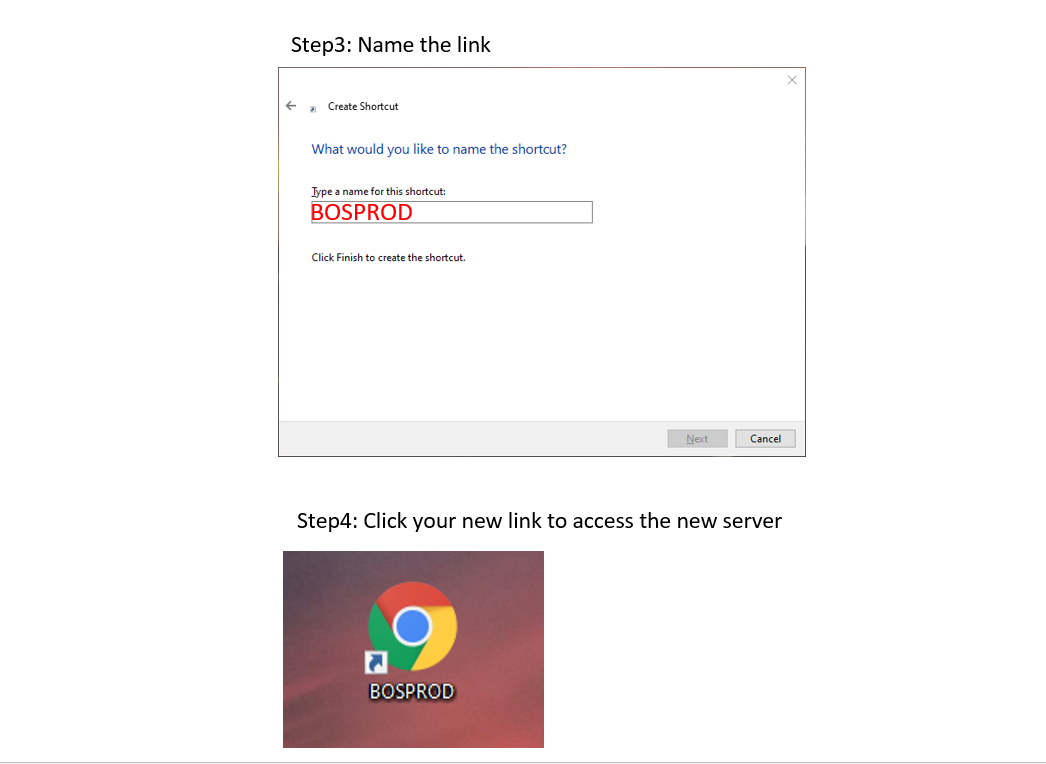 Step3: Name the link
Create Shortcut
What would you like to name the shortcut?
Type a name for this shortcut:
BOSPROD
Click Finish to create the shortcut.
Next Cancel
Step4: Click your new link to access the new server
BOSPROD